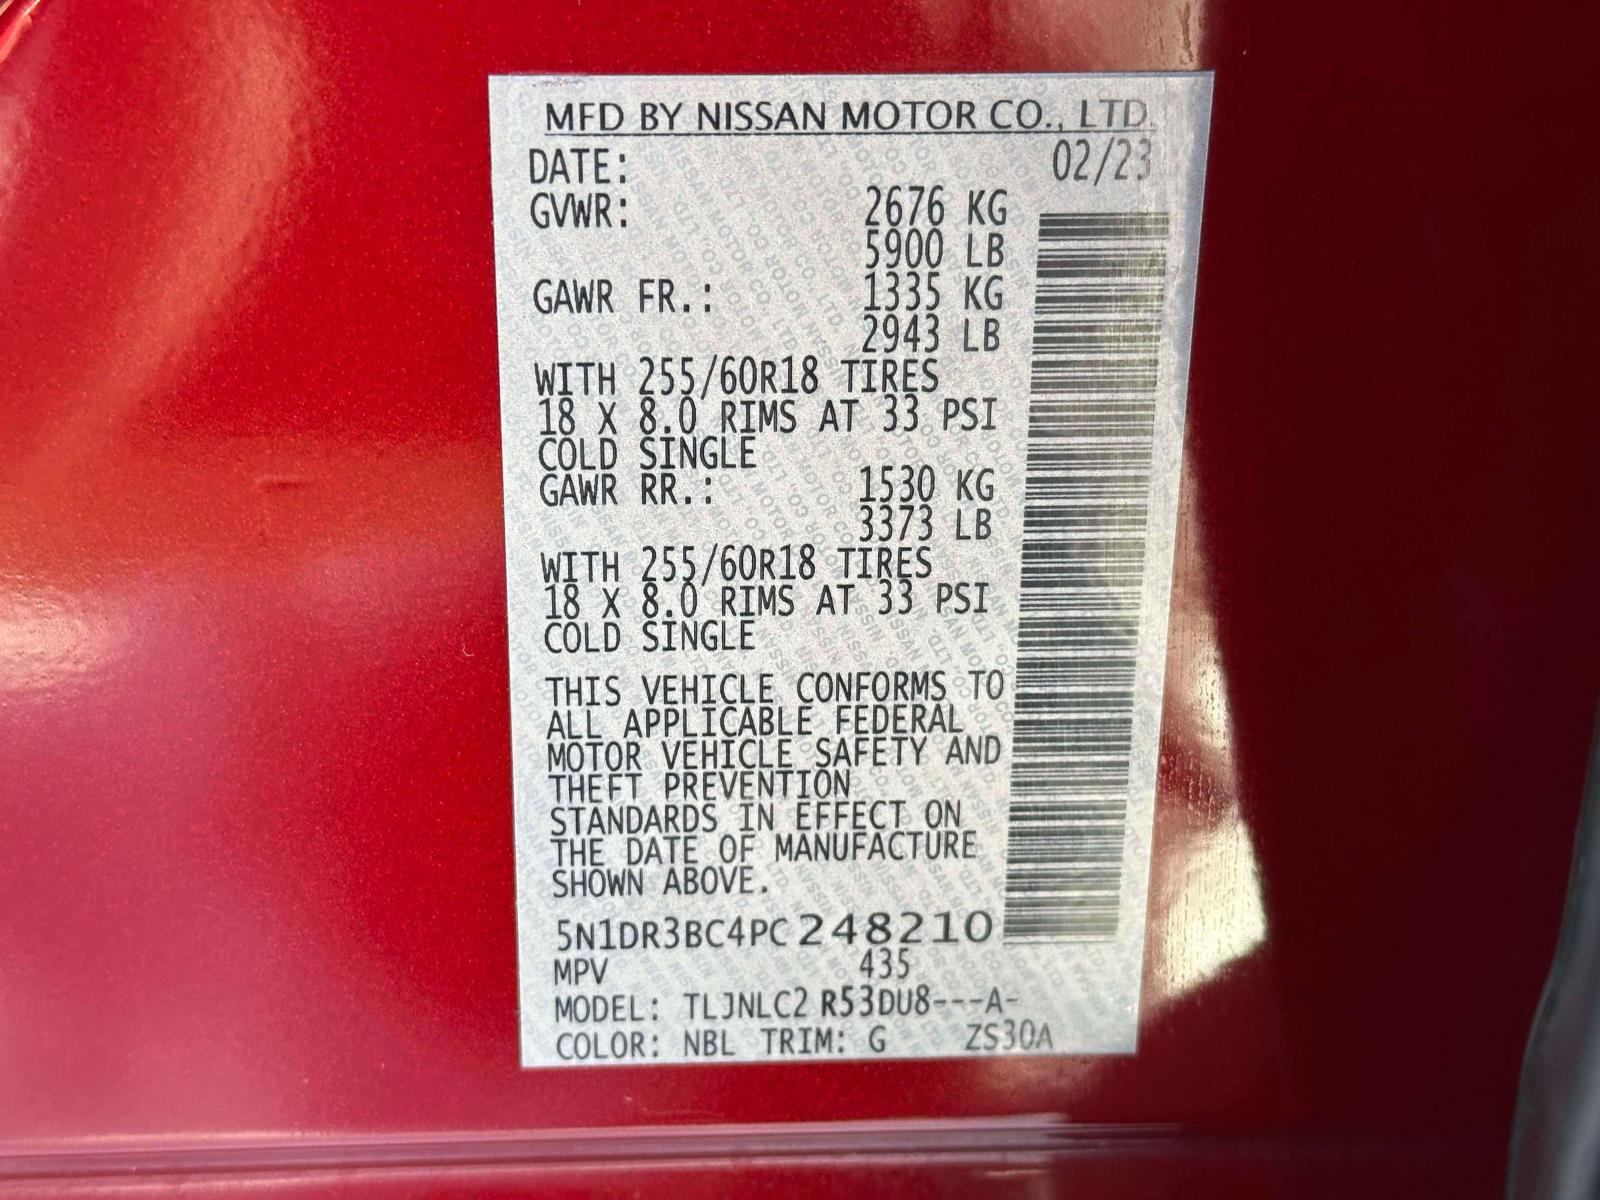 MFD BY NISSAN MOTOR CO., LTD.
DATE: 02/23
GVWR: 2676 KG
5900 LB
GAWR FR.: 1335 KG
2943 LB
WITH 255/60R18 TIRES
18 X 8.0 RIMS AT 33 PSI
COLD SINGLE
GAWR RR.: 1530 KG
3373 LB
WITH 255/60R18 TIRES
18 X 8.0 RIMS AT 33 PSI
COLD SINGLE
THIS VEHICLE CONFORMS TO
ALL APPLICABLE FEDERAL
MOTOR VEHICLE SAFETY AND
THEFT PREVENTION
STANDARDS IN EFFECT ON
THE DATE OF MANUFACTURE
SHOWN ABOVE.
5N1DR3BC4PC248210
MPV 435
MODEL: TLJNLC2 R53DU8---A-
COLOR: NBL TRIM: G ZS30A